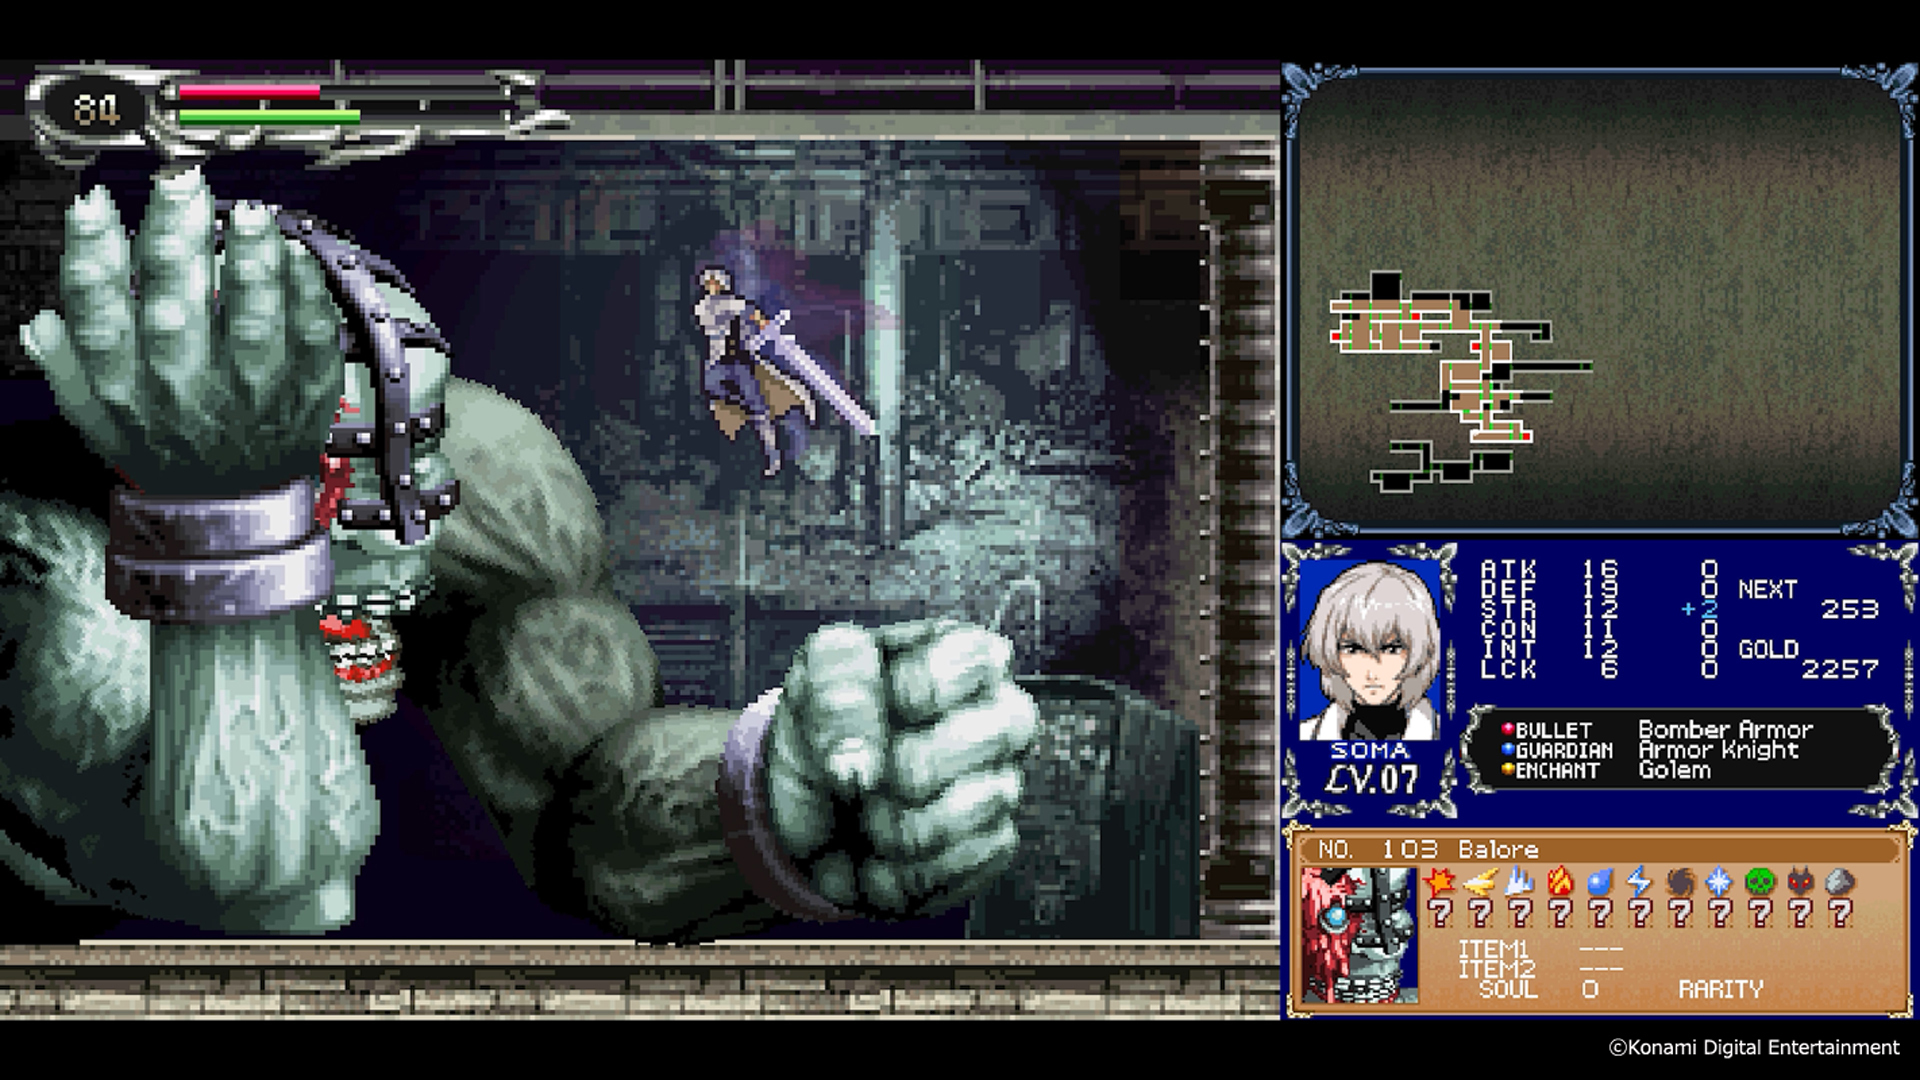 84
ATK 16 0
DEF 19 0 NEXT
STR 12 +2 253
CON 11 0
INT 12 0 GOLD
LCK 6 0 2257
BULLET Bomber Armor
GUARDIAN Armor Knight
ENCHANT Golem
SOMA
LV.07
NO. 103 Balore
? ? ? ? ? ? ? ? ? ? ?
ITEM1 ---
ITEM2 ---
SOUL 0 RARITY
©Konami Digital Entertainment